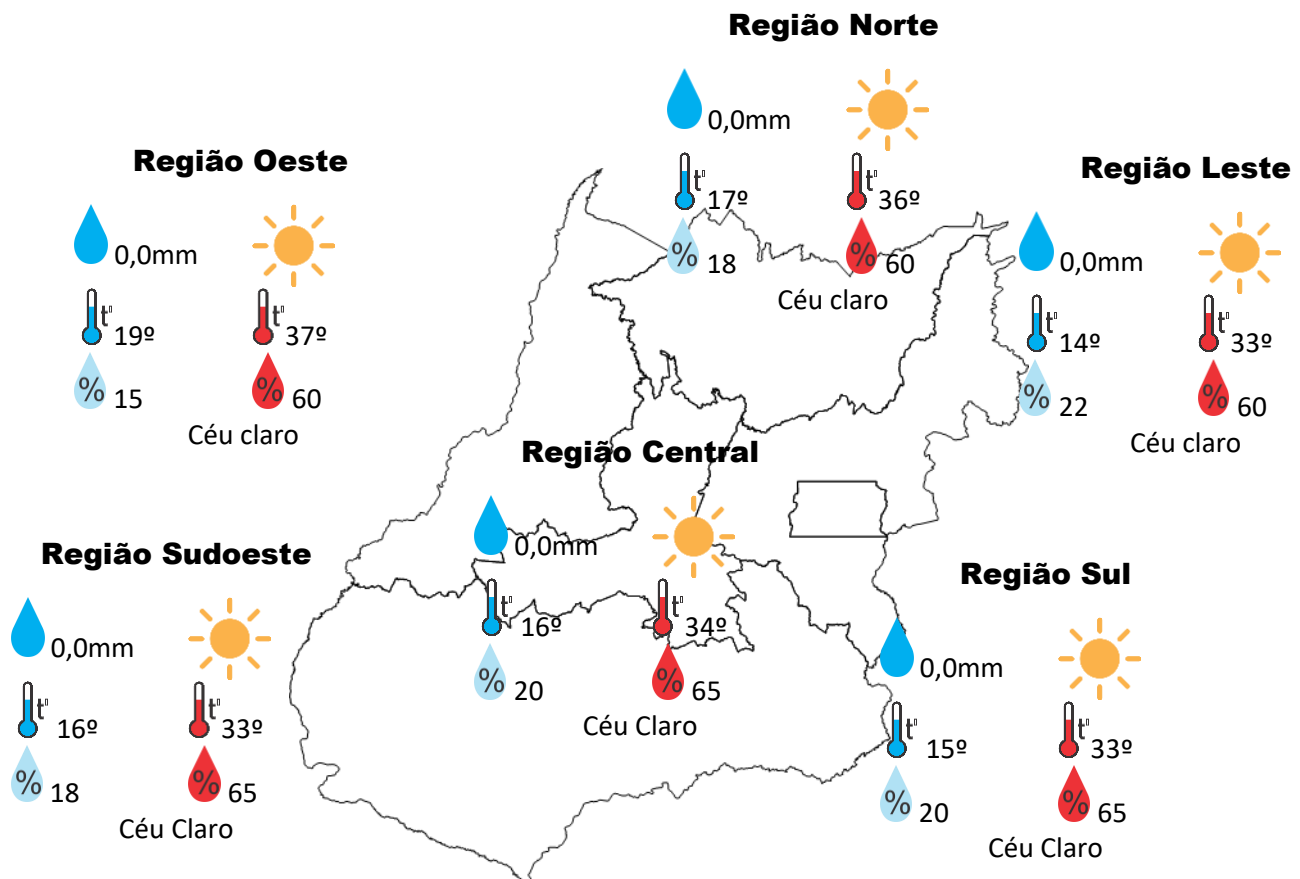 Região Norte
0,0mm
t° 17º
t° 36º
% 18
% 60
Céu claro
Região Oeste
0,0mm
t° 19º
t° 37º
% 15
% 60
Céu claro
Região Leste
0,0mm
t° 14º
t° 33º
% 22
% 60
Céu claro
Região Central
0,0mm
t° 16º
t° 34º
% 20
% 65
Céu Claro
Região Sudoeste
0,0mm
t° 16º
t° 33º
% 18
% 65
Céu Claro
Região Sul
0,0mm
t° 15º
t° 33º
% 20
% 65
Céu Claro